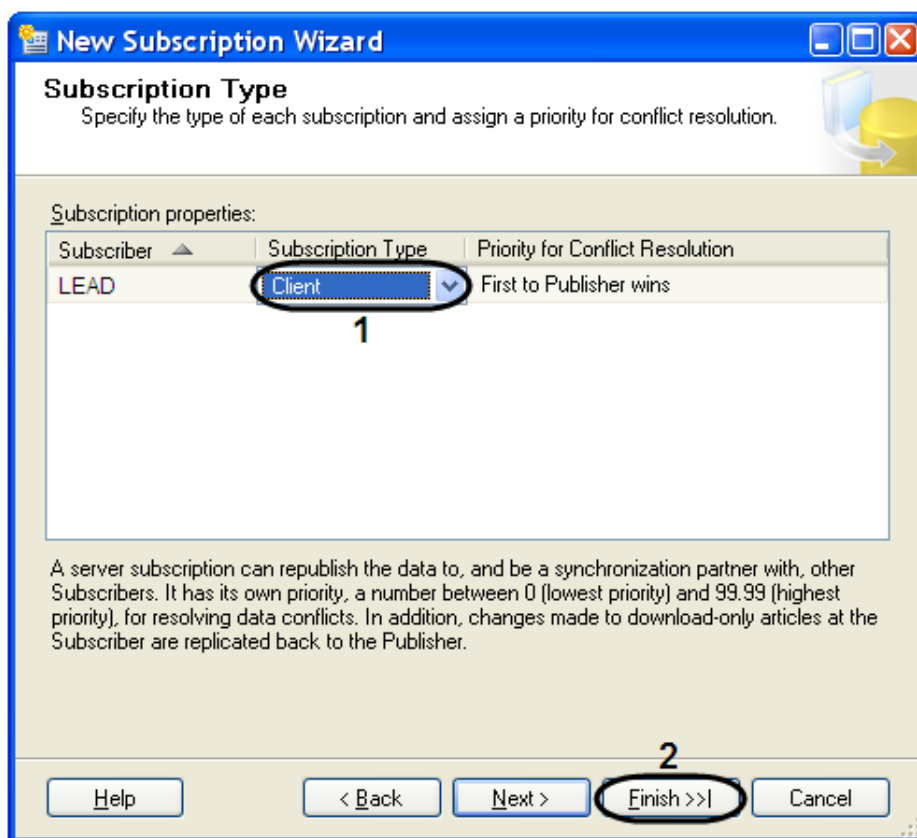 New Subscription Wizard
Subscription Type
Specify the type of each subscription and assign a priority for conflict resolution.
Subscription properties:
Subscriber Subscription Type Priority for Conflict Resolution
LEAD Client First to Publisher wins
1
A server subscription can republish the data to, and be a synchronization partner with, other
Subscribers. It has its own priority, a number between 0 (lowest priority) and 99.99 (highest
priority), for resolving data conflicts. In addition, changes made to download-only articles at the
Subscriber are replicated back to the Publisher.
2
Help < Back Next > Finish >>| Cancel